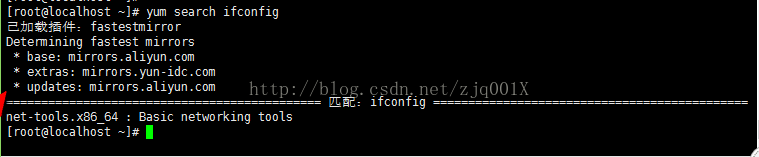 [root@localhost ~]#
[root@localhost ~]# yum search ifconfig
已加载插件：fastestmirror
Determining fastest mirrors
 * base: mirrors.aliyun.com
 * extras: mirrors.yun-idc.com
 * updates: mirrors.aliyun.com
http://blog.csdn.net/zjq001X
============================================= 匹配：ifconfig =============================================
net-tools.x86_64 : Basic networking tools
[root@localhost ~]#